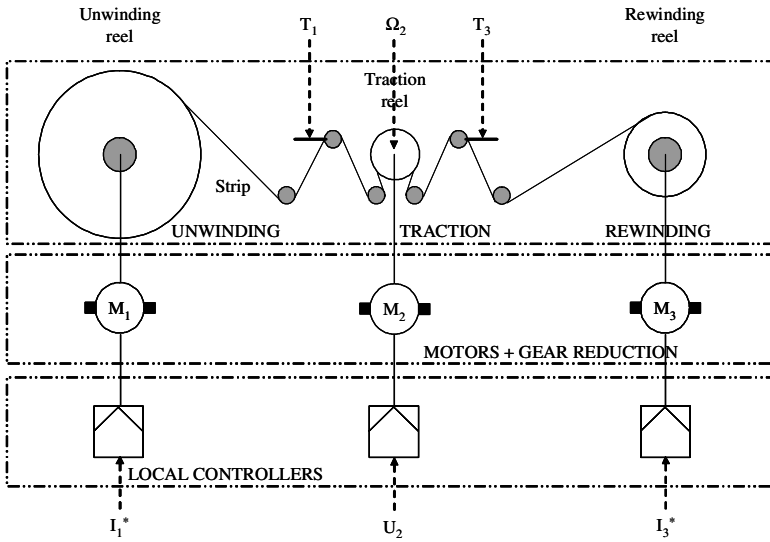 Unwinding
reel
T1
Ω2
T3
Rewinding
reel
Traction
reel
Strip
UNWINDING
TRACTION
REWINDING
M1
M2
M3
MOTORS + GEAR REDUCTION
LOCAL CONTROLLERS
I1*
U2
I3*